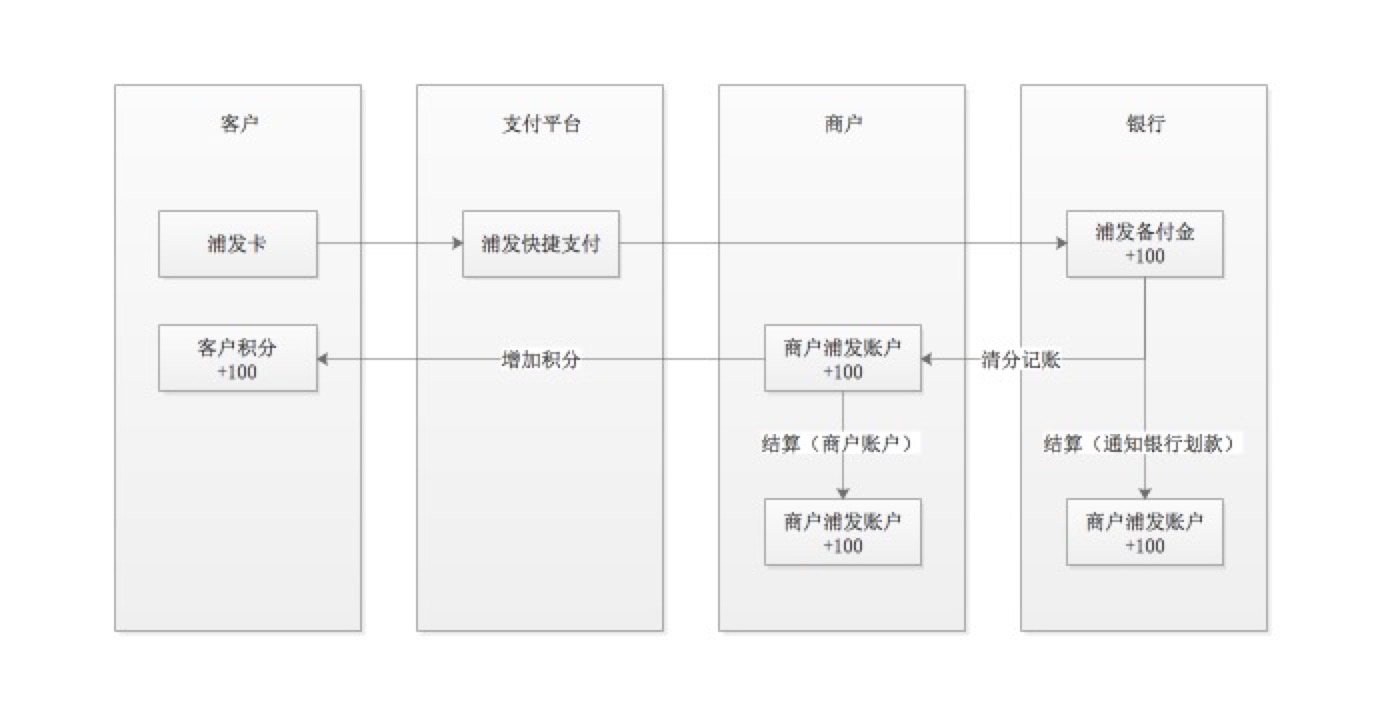 客户
支付平台
商户
银行
浦发卡
浦发快捷支付
浦发备付金
+100
客户积分
+100
增加积分
商户浦发账户
+100
清分记账
结算（商户账户）
结算（通知银行划款）
商户浦发账户
+100
商户浦发账户
+100